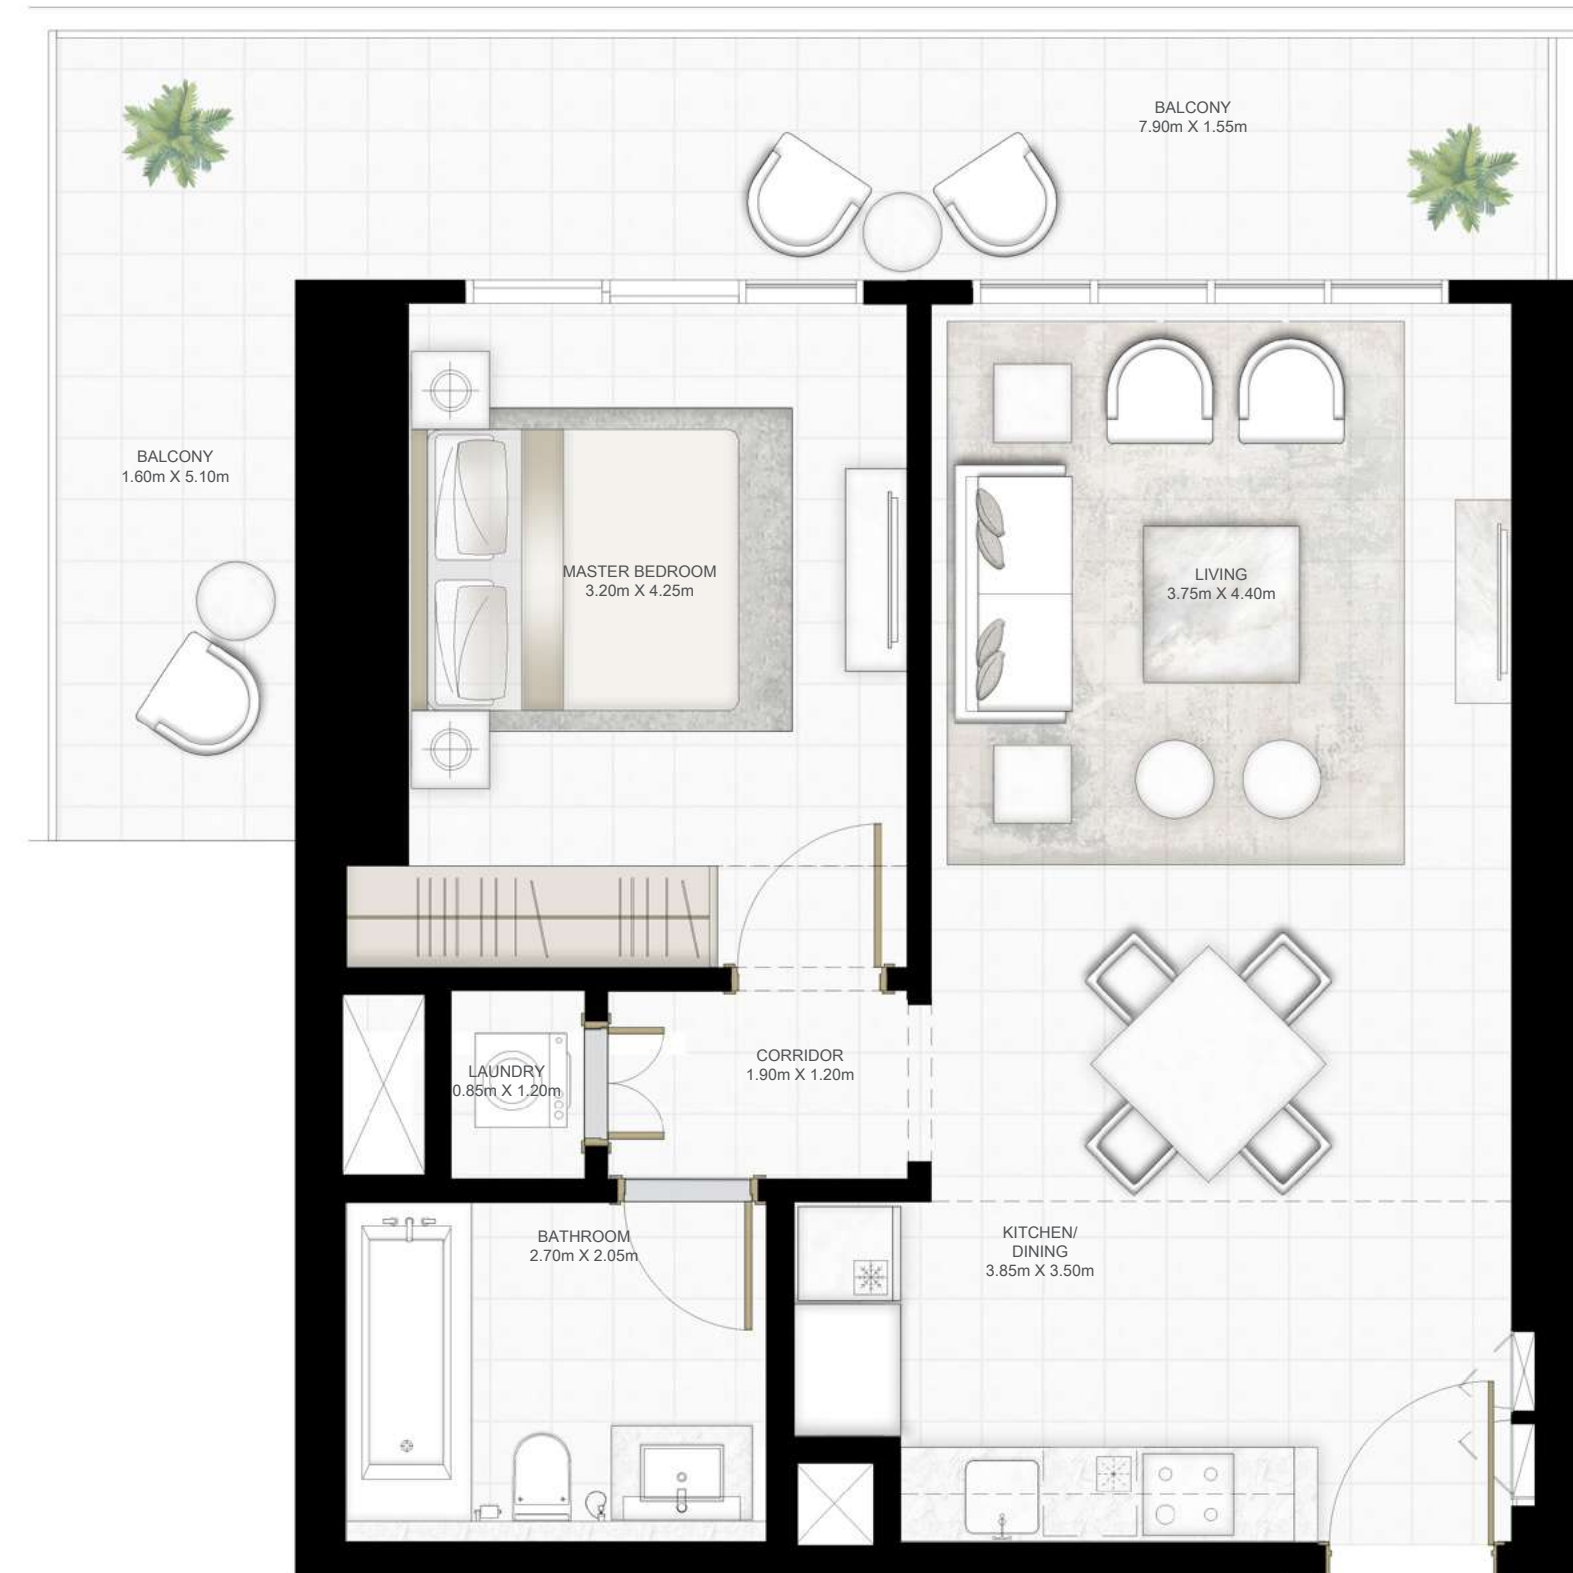 BALCONY
7.90m X 1.55m
BALCONY
1.60m X 5.10m
MASTER BEDROOM
3.20m X 4.25m
LIVING
3.75m X 4.40m
LAUNDRY
0.85m X 1.20m
CORRIDOR
1.90m X 1.20m
BATHROOM
2.70m X 2.05m
KITCHEN/
DINING
3.85m X 3.50m